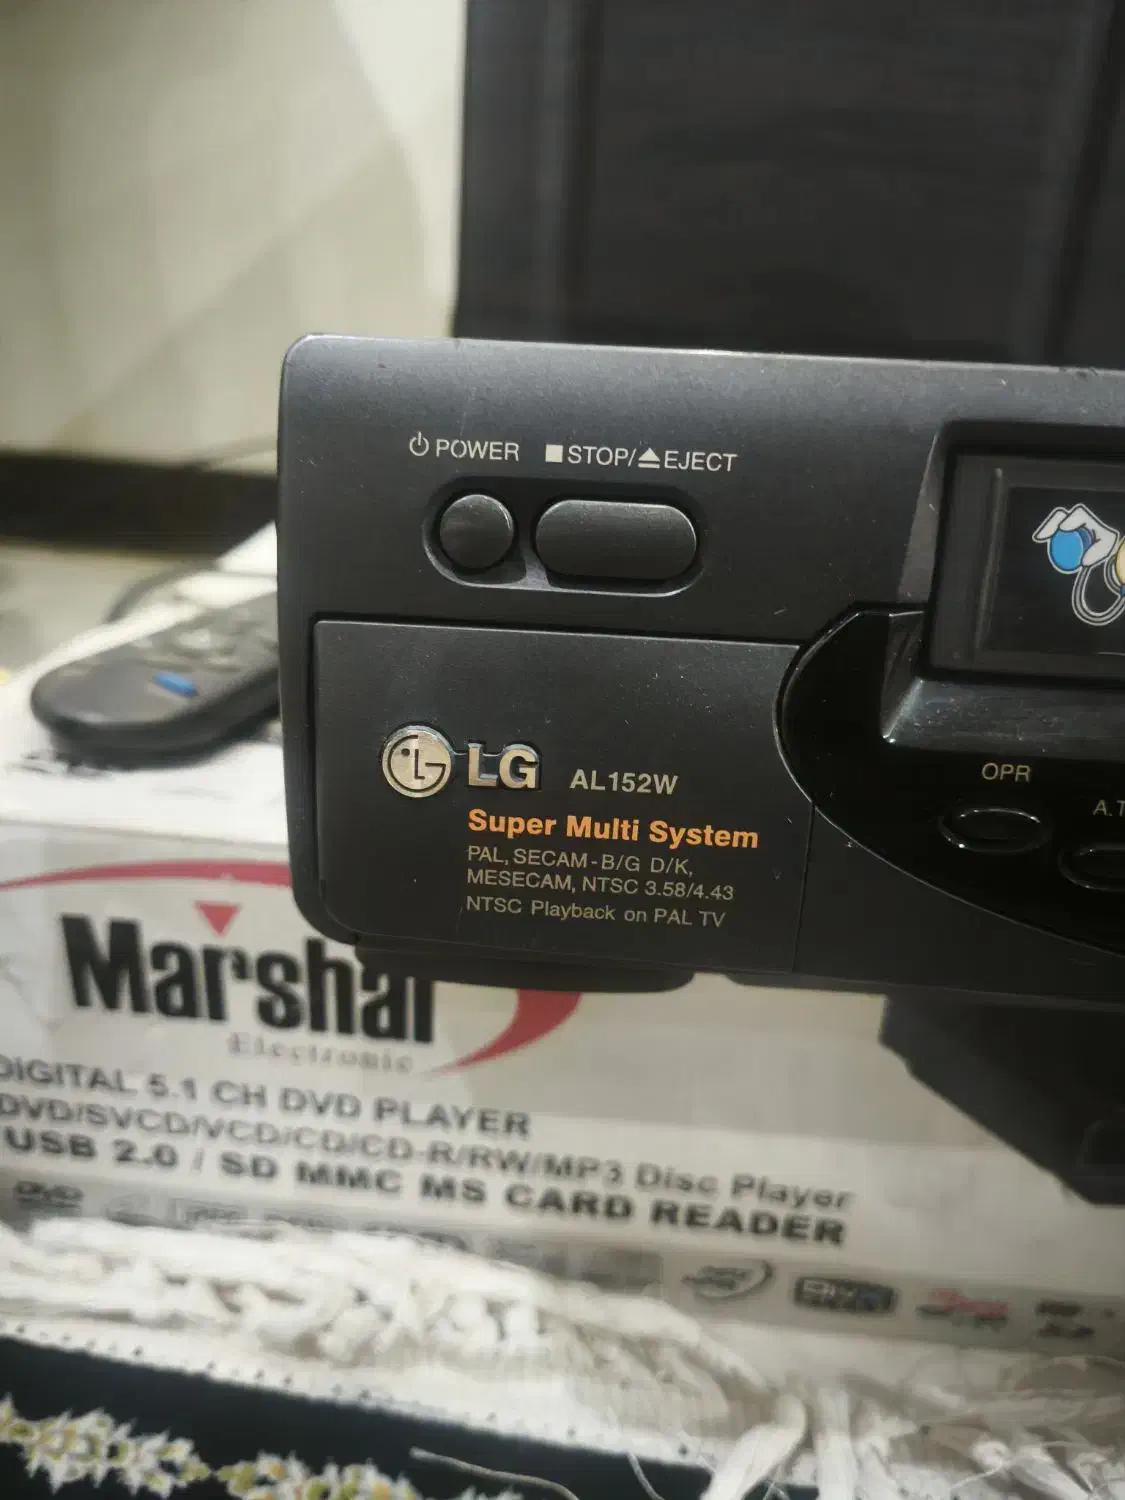 POWER
STOP/ EJECT
OPR
A.T
LG AL152W
Super Multi System
PAL, SECAM-B/G D/K,
MESECAM, NTSC 3.58/4.43
NTSC Playback on PAL TV
Marshal
Electronic
DIGITAL 5.1 CH DVD PLAYER
DVD/SVCD/VCD/CD/CD-R/RW/MP3 Disc Player
USB 2.0 / SD MMC MS CARD READER